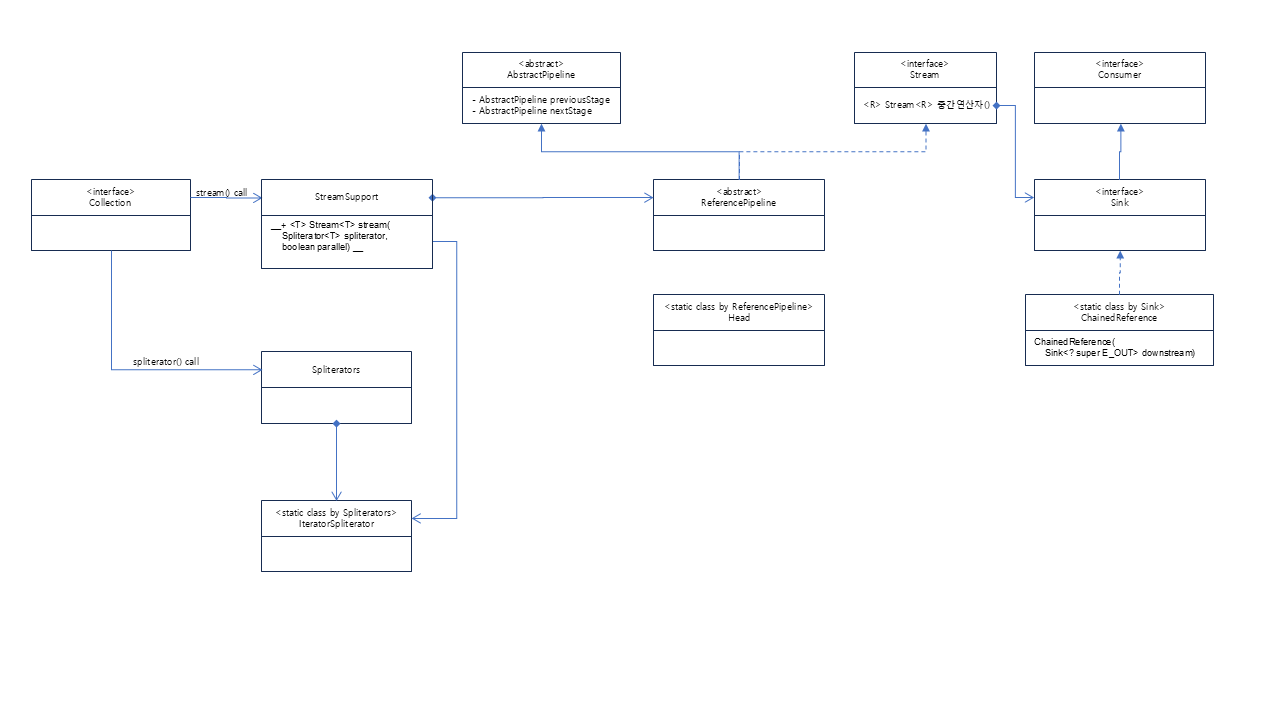 <abstract>
AbstractPipeline
- AbstractPipeline previousStage
- AbstractPipeline nextStage
<interface>
Stream
<R> Stream<R> 중간연산자()
<interface>
Consumer
<interface>
Collection
stream() call
StreamSupport
__+ <T> Stream<T> stream(
Spliterator<T> spliterator,
boolean parallel) __
<abstract>
ReferencePipeline
<interface>
Sink
<static class by ReferencePipeline>
Head
<static class by Sink>
ChainedReference
ChainedReference(
Sink<? super E_OUT> downstream)
spliterator() call
Spliterators
<static class by Spliterators>
IteratorSpliterator